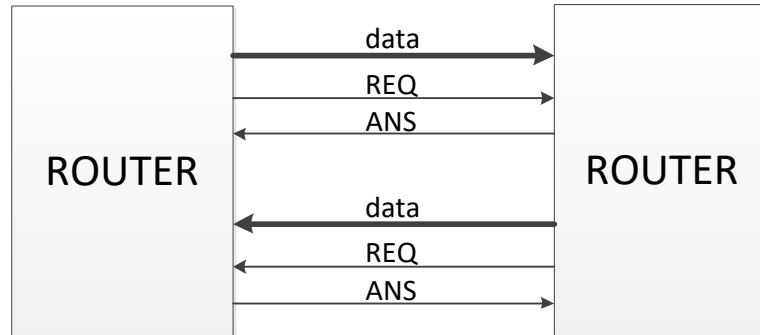 data
REQ
ANS
ROUTER
ROUTER
data
REQ
ANS